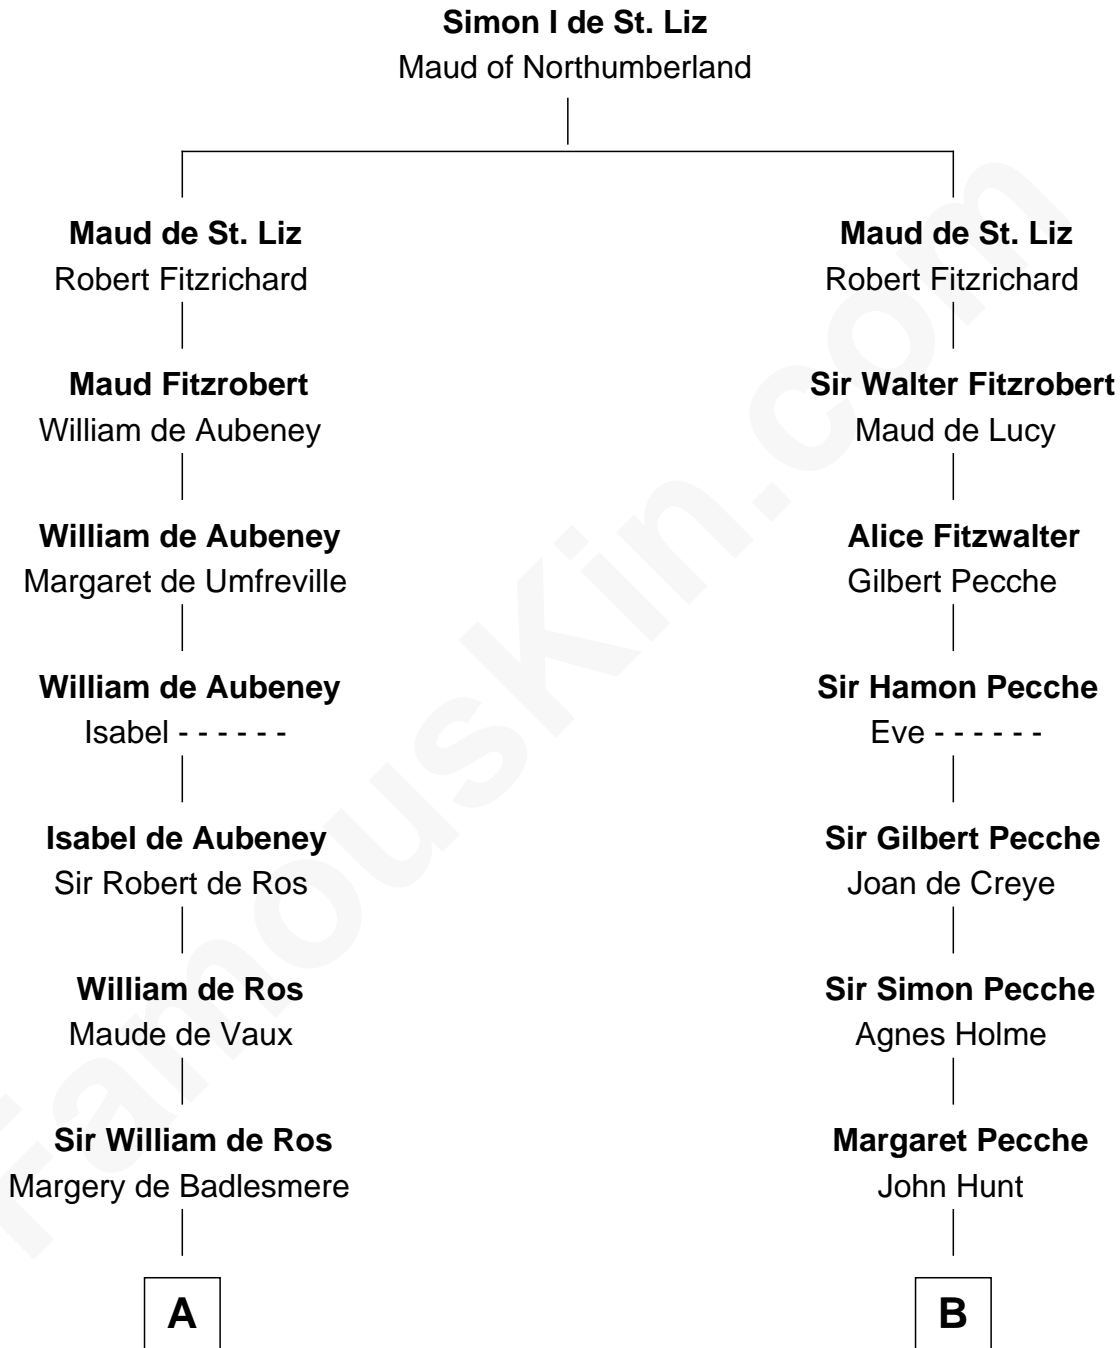 Simon I de St. Liz
Maud of Northumberland
Maud de St. Liz
Robert Fitzrichard
Maud de St. Liz
Robert Fitzrichard
Maud Fitzrobert
William de Aubeney
Sir Walter Fitzrobert
Maud de Lucy
William de Aubeney
Margaret de Umfreville
Alice Fitzwalter
Gilbert Pecche
William de Aubeney
Isabel - - - - - -
Sir Hamon Pecche
Eve - - - - - -
Isabel de Aubeney
Sir Robert de Ros
Sir Gilbert Pecche
Joan de Creye
William de Ros
Maude de Vaux
Sir Simon Pecche
Agnes Holme
Sir William de Ros
Margery de Badlesmere
Margaret Pecche
John Hunt
A
B
FamousKin.com